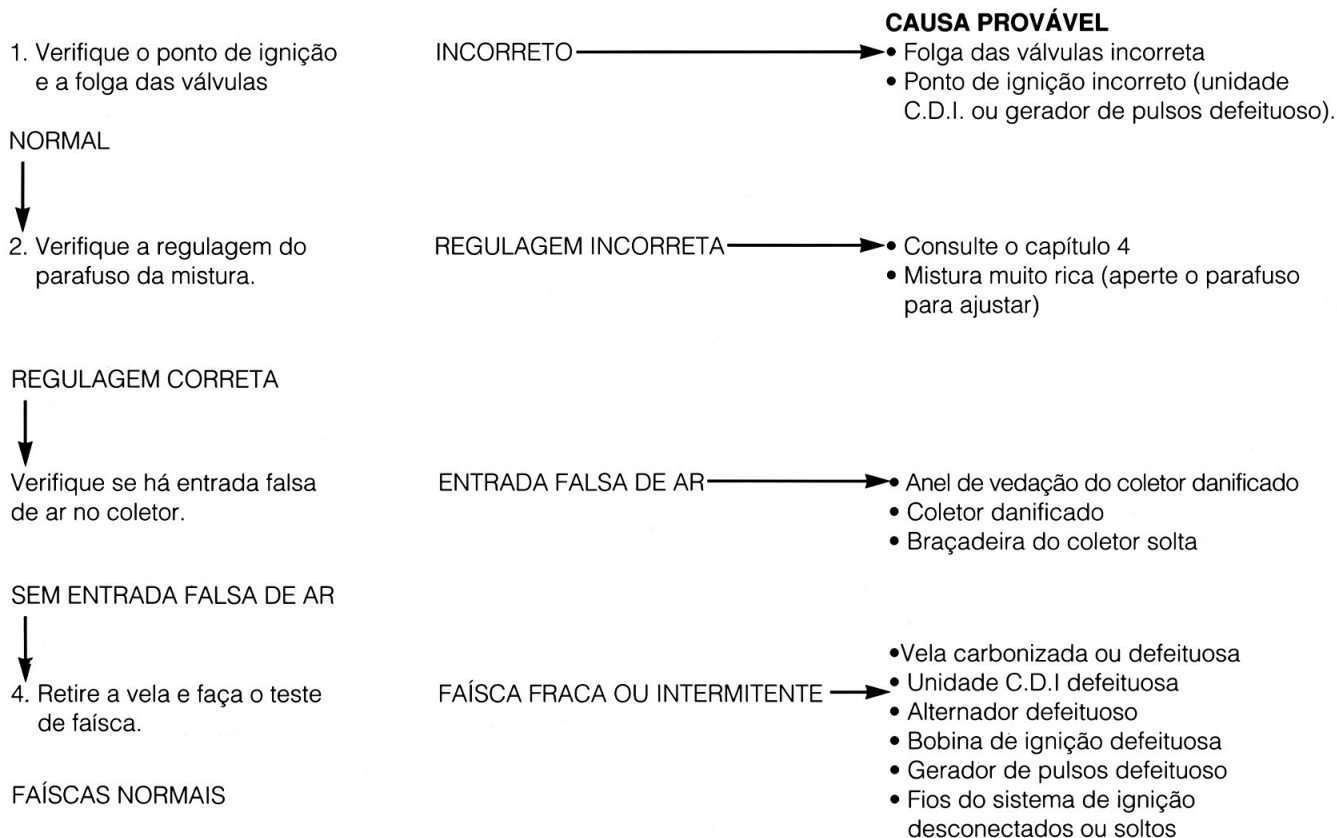 CAUSA PROVÁVEL
1. Verifique o ponto de ignição
e a folga das válvulas
INCORRETO
• Folga das válvulas incorreta
• Ponto de ignição incorreto (unidade
C.D.I. ou gerador de pulsos defeituoso).
NORMAL
2. Verifique a regulagem do
parafuso da mistura.
REGULAGEM INCORRETA
• Consulte o capítulo 4
• Mistura muito rica (aperte o parafuso
para ajustar)
REGULAGEM CORRETA
Verifique se há entrada falsa
de ar no coletor.
ENTRADA FALSA DE AR
• Anel de vedação do coletor danificado
• Coletor danificado
• Braçadeira do coletor solta
SEM ENTRADA FALSA DE AR
4. Retire a vela e faça o teste
de faísca.
FAÍSCA FRACA OU INTERMITENTE
•Vela carbonizada ou defeituosa
• Unidade C.D.I defeituosa
• Alternador defeituoso
• Bobina de ignição defeituosa
• Gerador de pulsos defeituoso
• Fios do sistema de ignição
desconectados ou soltos
FAÍSCAS NORMAIS